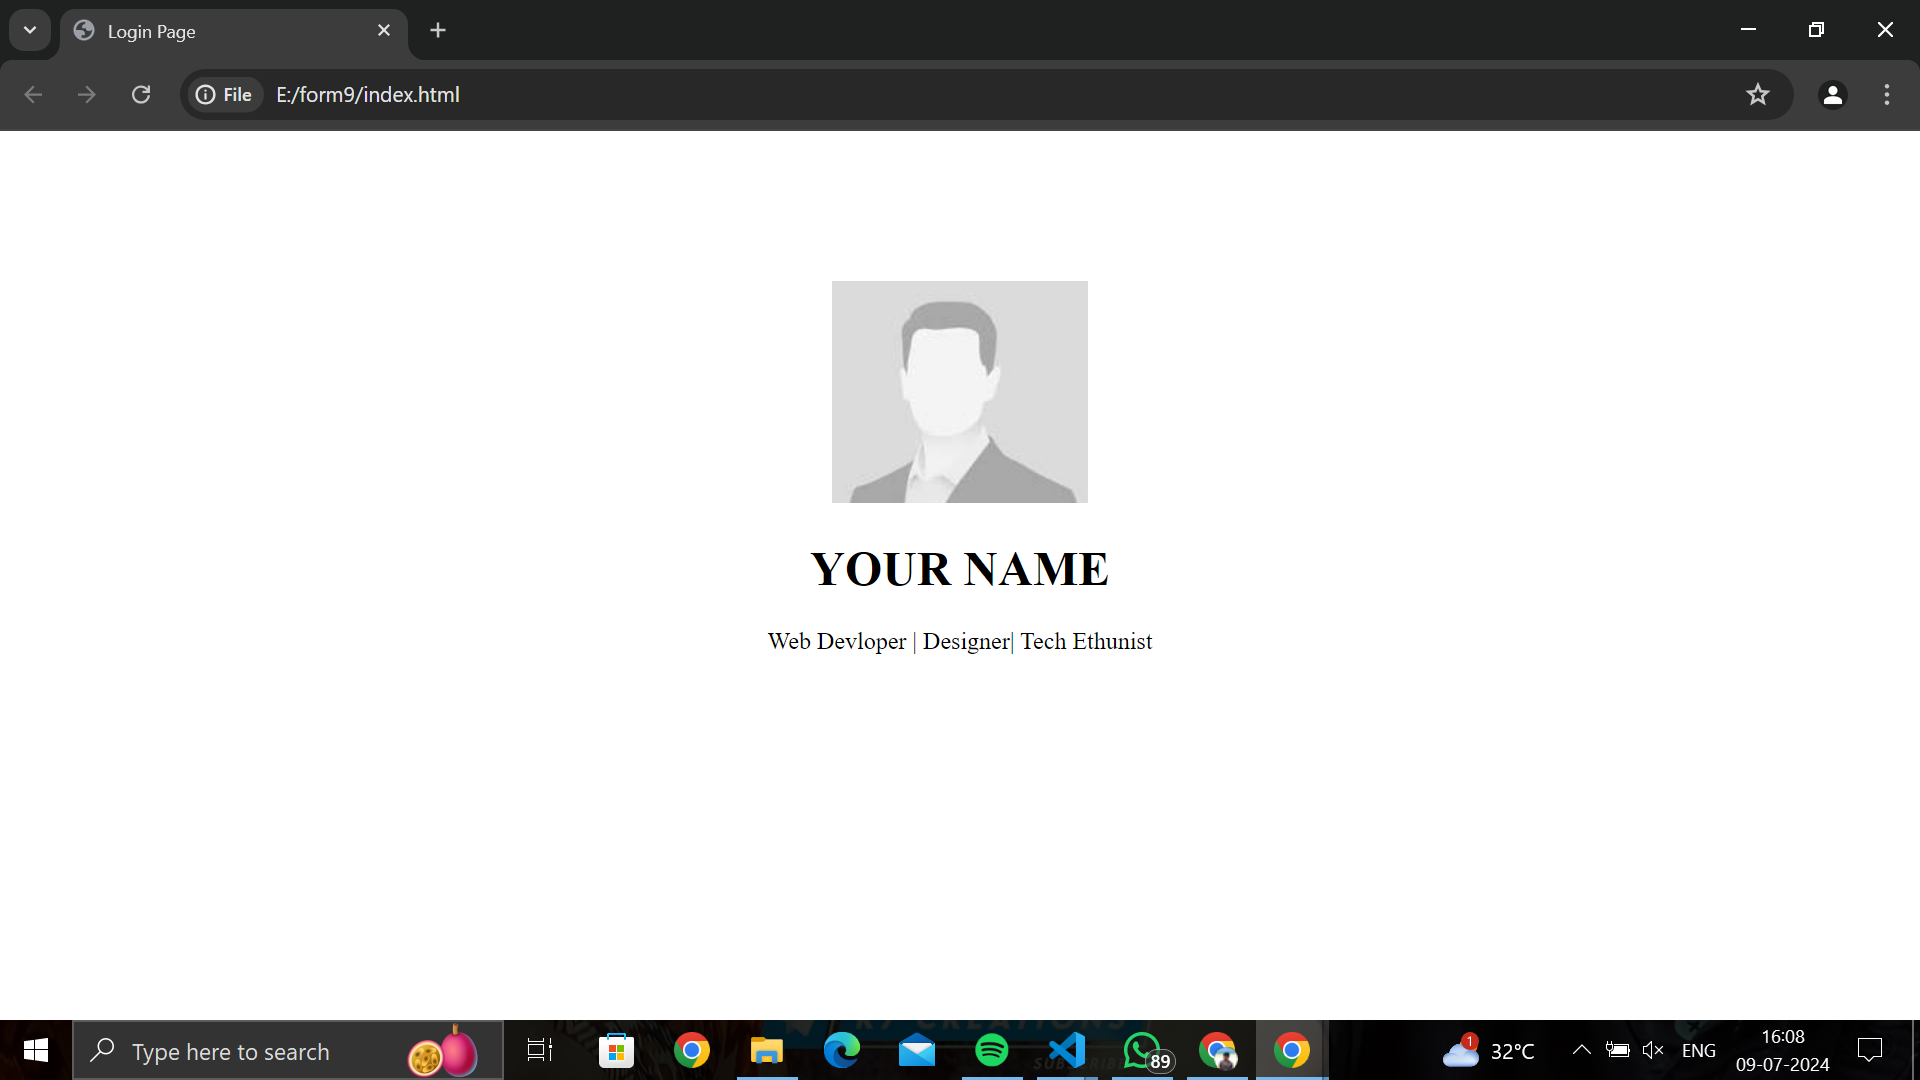 Login Page
File E:/form9/index.html
YOUR NAME
Web Devloper | Designer| Tech Ethunist
Type here to search
89
1
32°C
ENG
16:08
09-07-2024